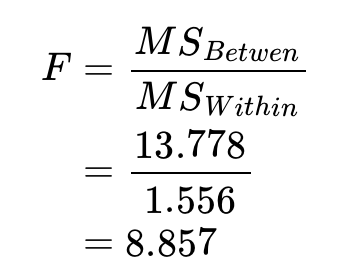 F = MS_Betwen
MS_Within
= 13.778
1.556
= 8.857